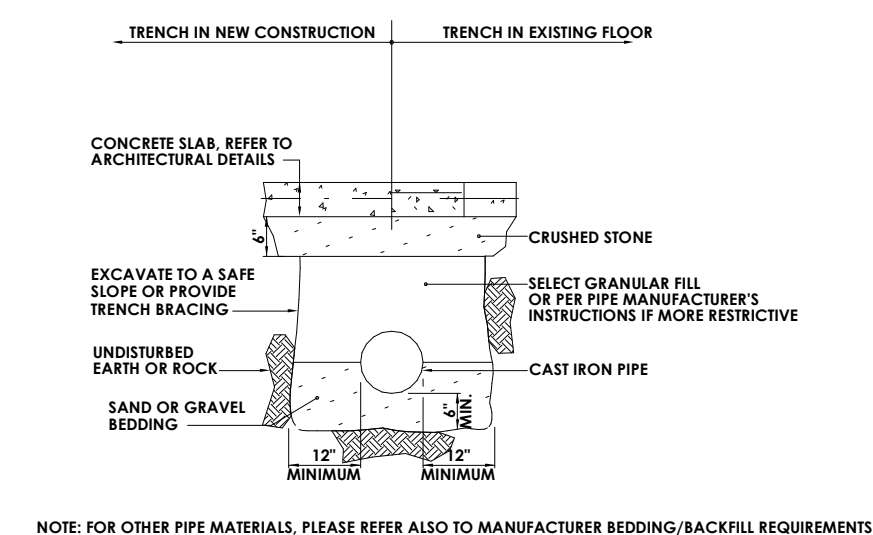 TRENCH IN NEW CONSTRUCTION
TRENCH IN EXISTING FLOOR
CONCRETE SLAB, REFER TO
ARCHITECTURAL DETAILS
6"
CRUSHED STONE
EXCAVATE TO A SAFE
SLOPE OR PROVIDE
TRENCH BRACING
SELECT GRANULAR FILL
OR PER PIPE MANUFACTURER'S
INSTRUCTIONS IF MORE RESTRICTIVE
UNDISTURBED
EARTH OR ROCK
CAST IRON PIPE
SAND OR GRAVEL
BEDDING
6"
MIN.
12"
MINIMUM
12"
MINIMUM
NOTE: FOR OTHER PIPE MATERIALS, PLEASE REFER ALSO TO MANUFACTURER BEDDING/BACKFILL REQUIREMENTS